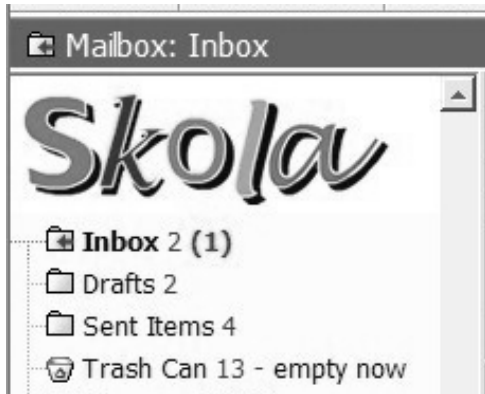 Mailbox: Inbox
Skola
Inbox 2 (1)
Drafts 2
Sent Items 4
Trash Can 13 - empty now